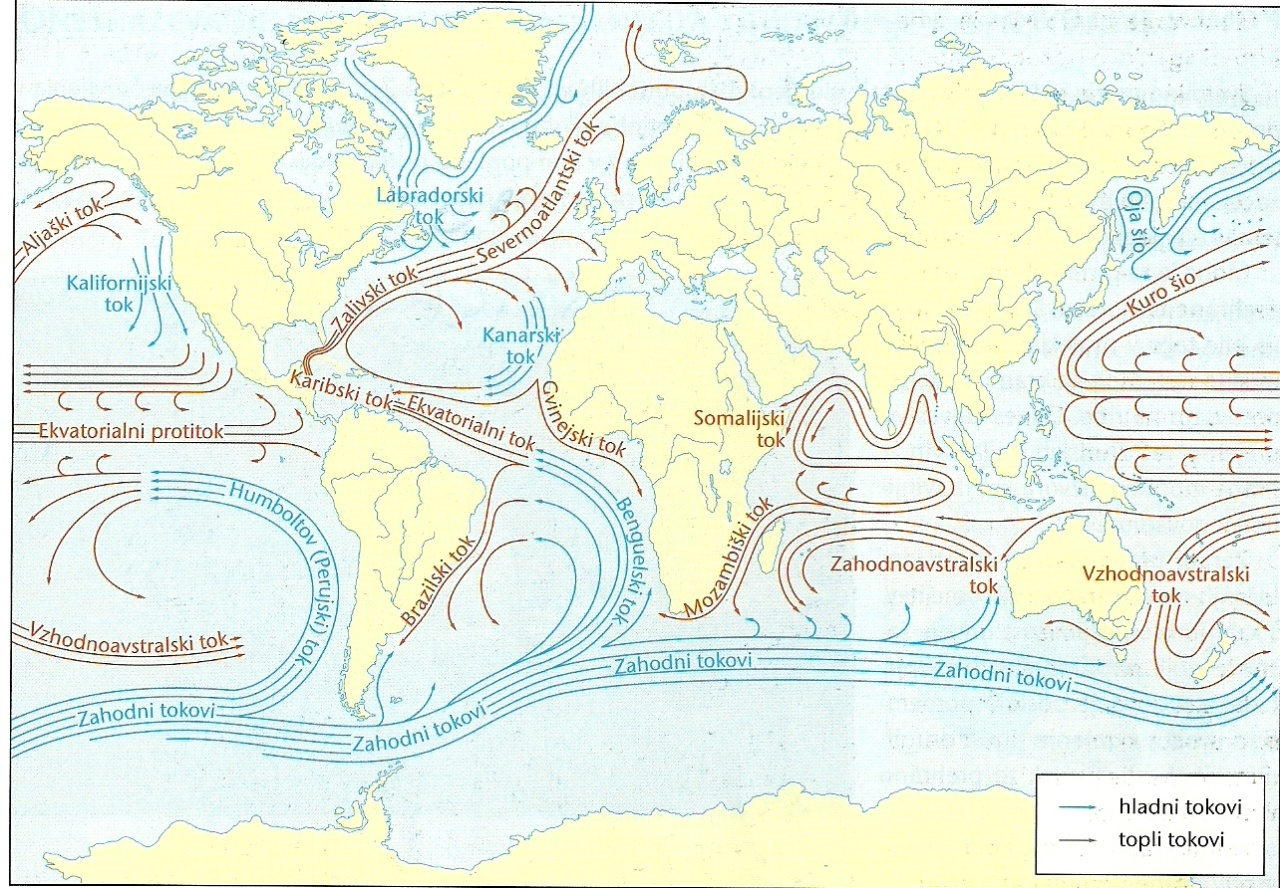 Labradorski
tok
Severnoatlantski tok
Aljaški tok
Oja šio
Kalifornijski
tok
Zalivski tok
Kuro šio
Kanarski
tok
Karibski tok
Ekvatorialni tok
Gvinejski tok
Somalijski
tok
Ekvatorialni protitok
Humboltov (Perujski) tok
Benguelski tok
Brazilski tok
Mozambiški tok
Zahodnoavstralski
tok
Vzhodnoavstralski
tok
Vzhodnoavstralski tok
Zahodni tokovi
Zahodni tokovi
Zahodni tokovi
Zahodni tokovi
hladni tokovi
topli tokovi